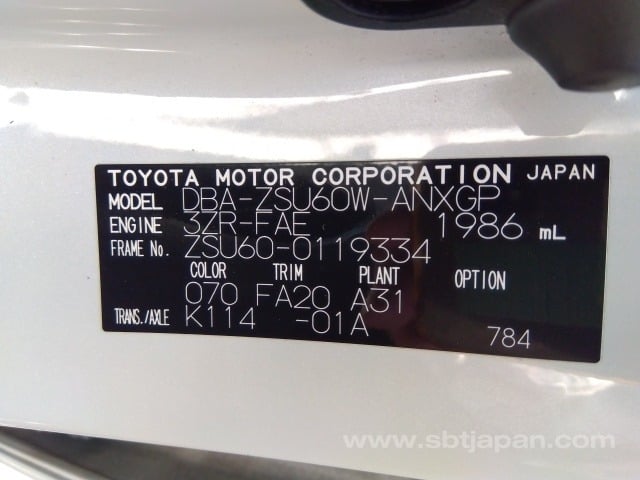 TOYOTA MOTOR CORPORATION JAPAN
MODEL DBA-ZSU60W-ANXGP
ENGINE 3ZR-FAE 1986 mL
FRAME No. ZSU60-0119334
COLOR TRIM PLANT OPTION
070 FA20 A31
TRANS./AXLE K114 -01A
784
www.sbtjapan.com